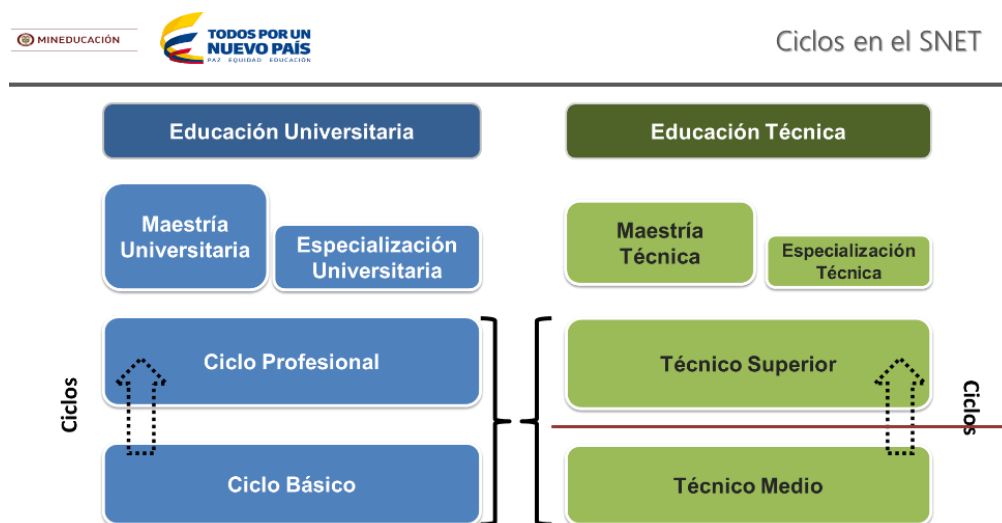 MINEDUCACIÓN
TODOS POR UN
NUEVO PAÍS
PAZ EQUIDAD EDUCACIÓN
Ciclos en el SNET
Educación Universitaria
Educación Técnica
Maestría
Universitaria
Especialización
Universitaria
Maestría
Técnica
Especialización
Técnica
Ciclos
Ciclo Profesional
Técnico Superior
Ciclos
Ciclo Básico
Técnico Medio